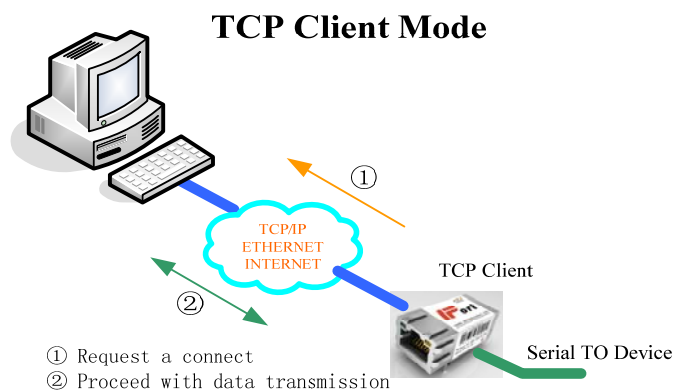 TCP Client Mode
①
TCP/IP
ETHERNET
INTERNET
②
TCP Client
IPort
Serial TO Device
① Request a connect
② Proceed with data transmission